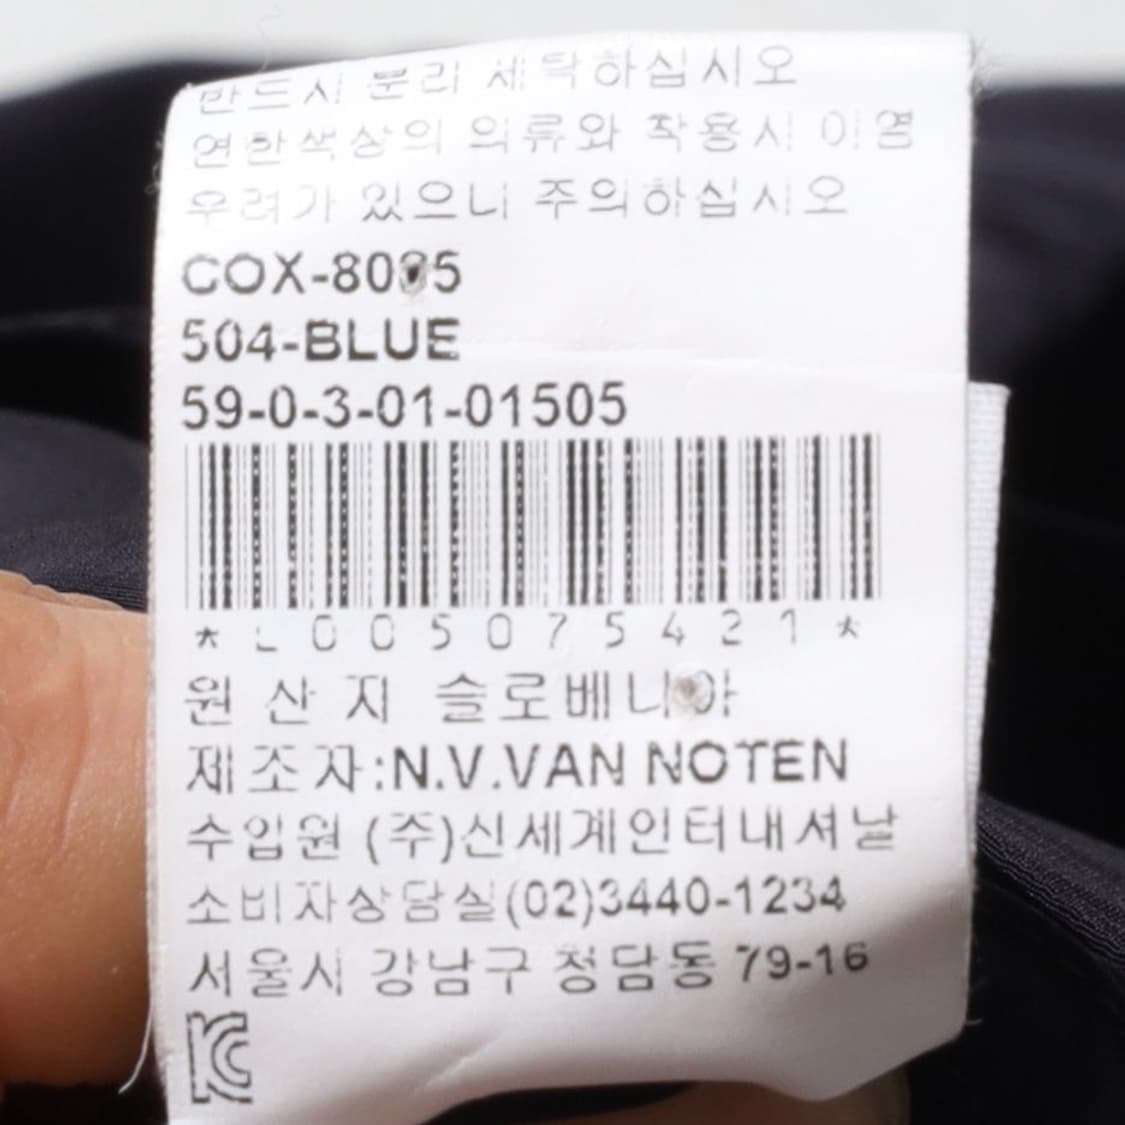 반드시 분리 세탁하십시오
연한색상의 의류와 착용시 이염
우려가 있으니 주의하십시오
504-BLUE
59-0-3-01-01505
*L005075421*
원 산 지 슬로베니아
제조자:N.V.VAN NOTEN
수입원 (주)신세계인터내셔날
소비자상담실(02)3440-1234
서울시 강남구 청담동 79-16
KC